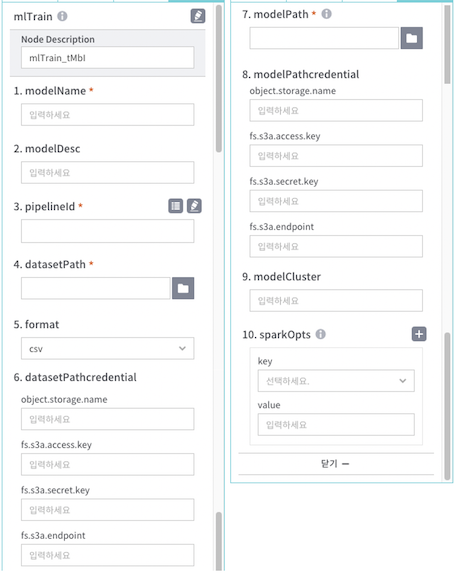 mlTrain
Node Description
mlTrain_tMbI
1. modelName *
입력하세요
2. modelDesc
입력하세요
3. pipelineId *
4. datasetPath *
5. format
csv
6. datasetPathcredential
object.storage.name
입력하세요
fs.s3a.access.key
입력하세요
fs.s3a.secret.key
입력하세요
fs.s3a.endpoint
입력하세요
7. modelPath *
8. modelPathcredential
object.storage.name
입력하세요
fs.s3a.access.key
입력하세요
fs.s3a.secret.key
입력하세요
fs.s3a.endpoint
입력하세요
9. modelCluster
입력하세요
10. sparkOpts
key
선택하세요.
value
입력하세요
닫기 −